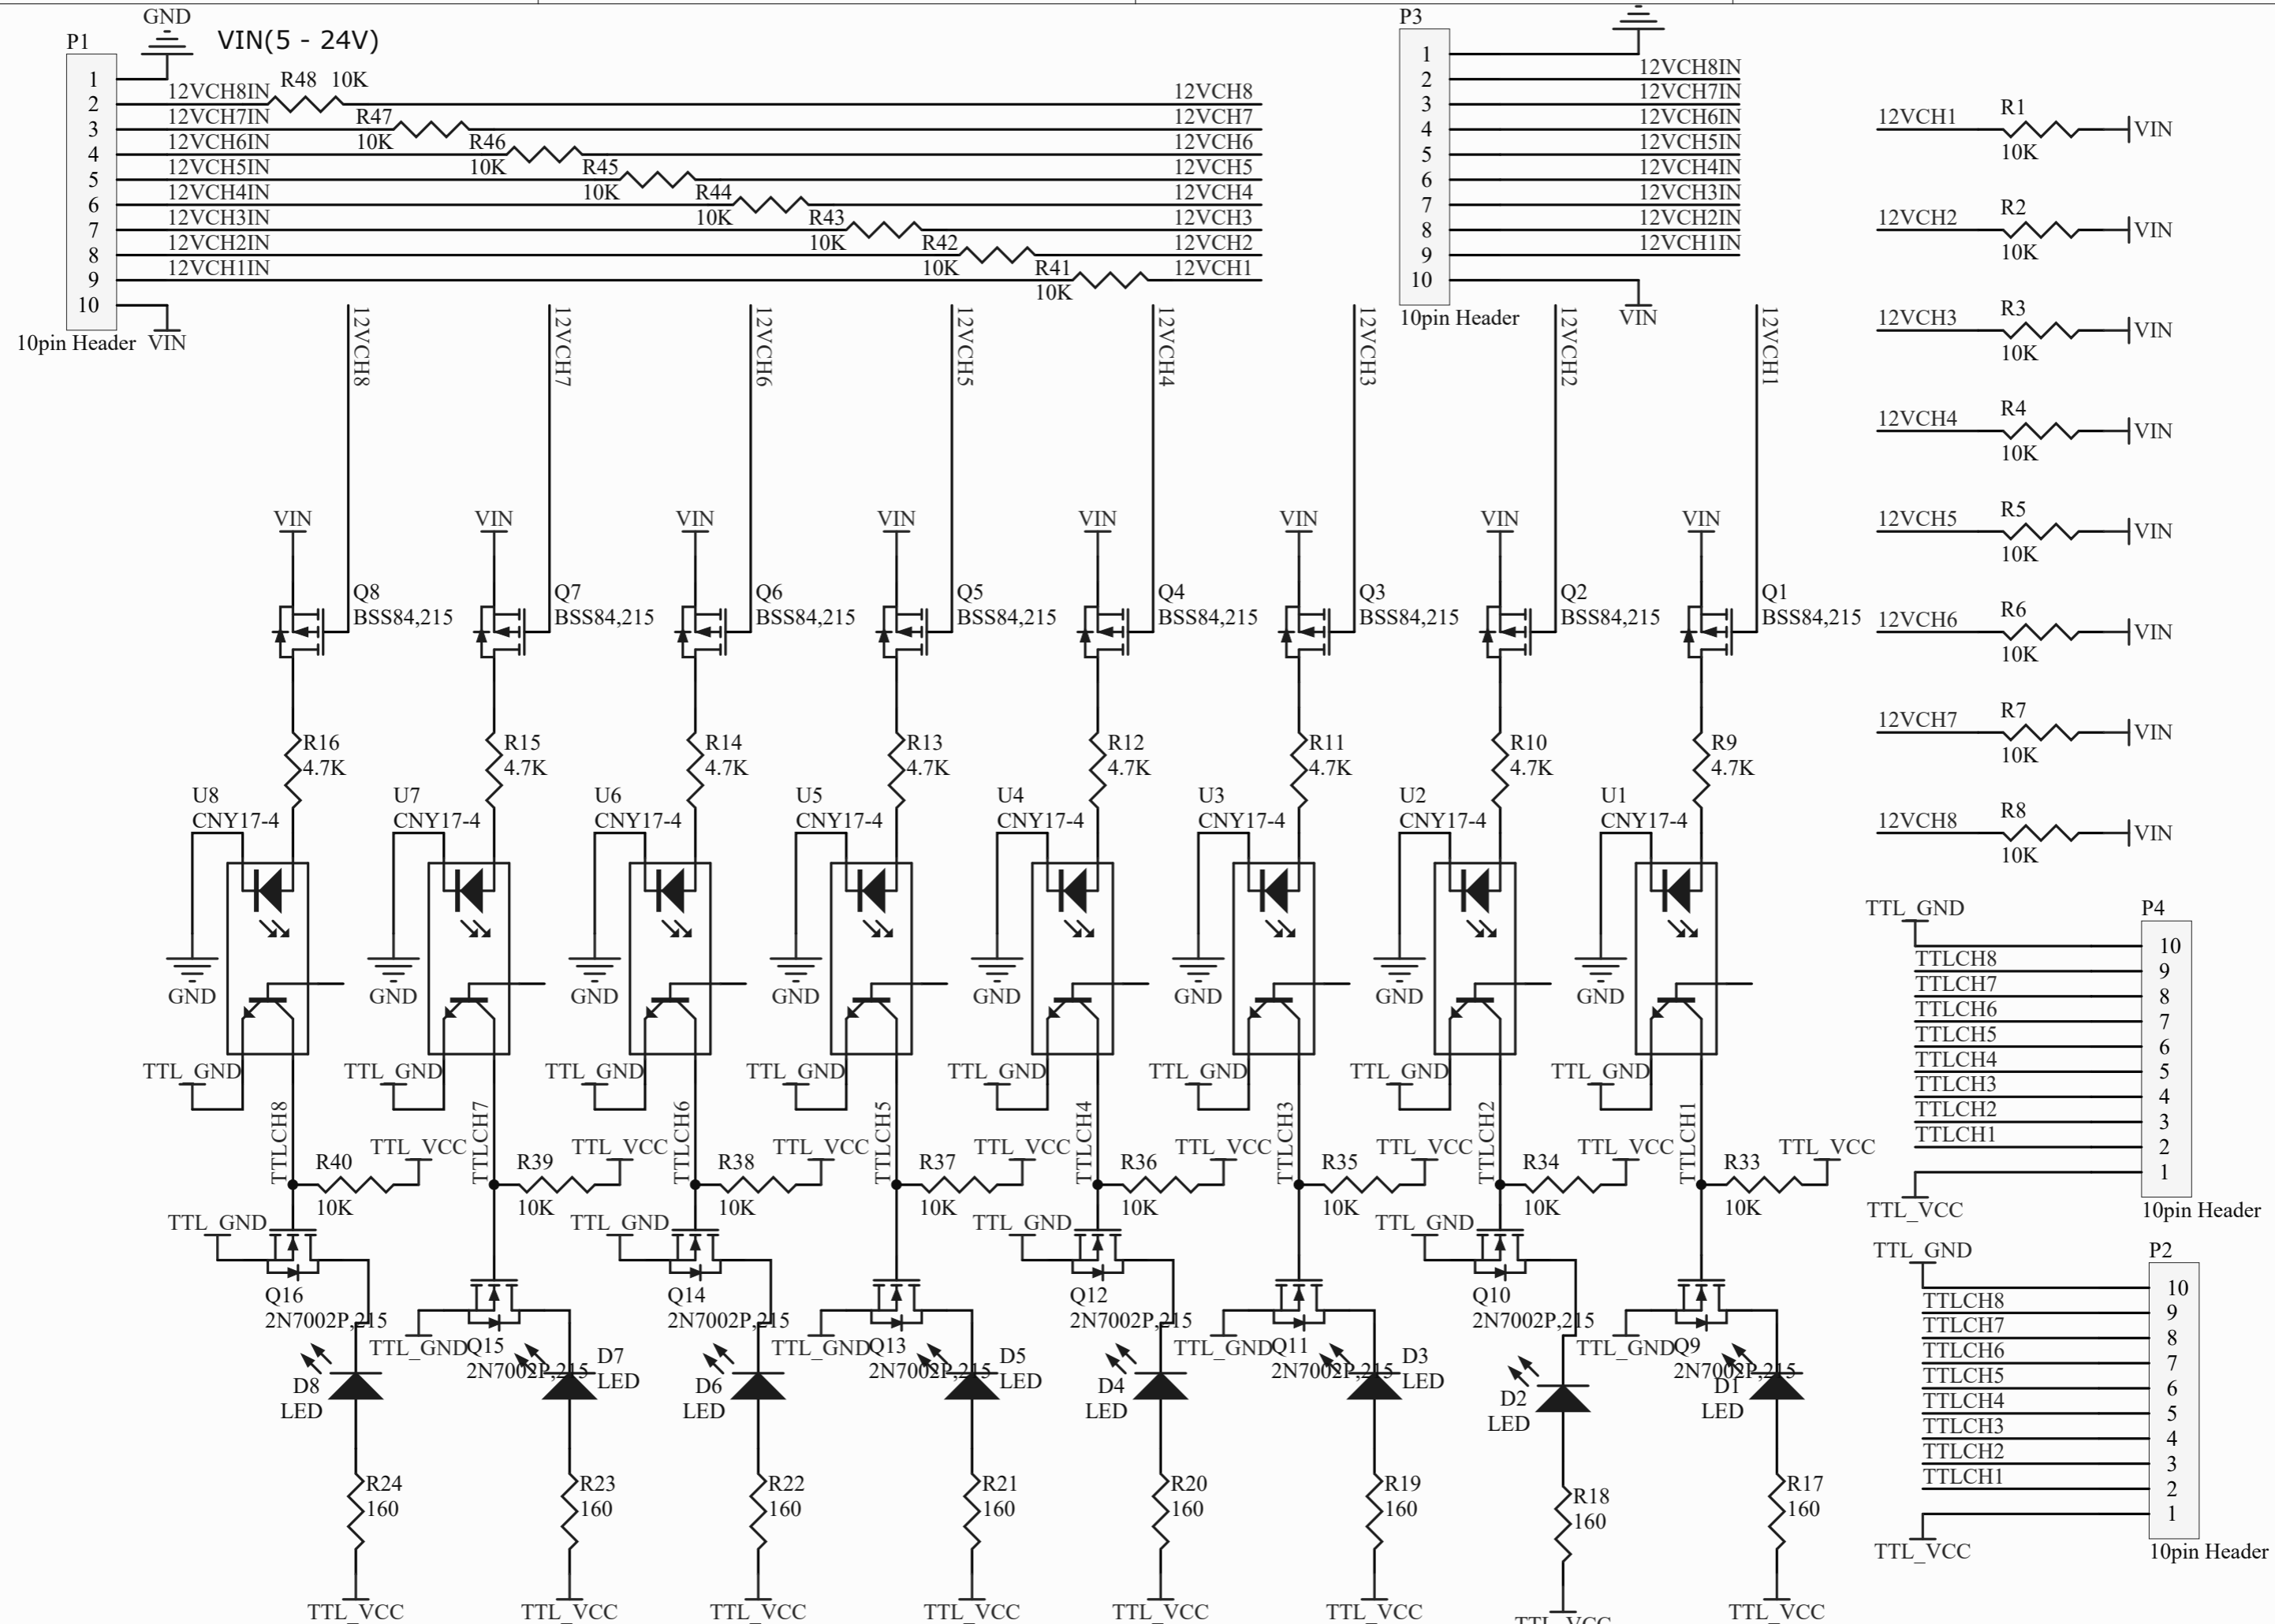 GND
VIN(5 - 24V)
P1
1
2
3
4
5
6
7
8
9
10
10pin Header
VIN
12VCH8IN
12VCH7IN
12VCH6IN
12VCH5IN
12VCH4IN
12VCH3IN
12VCH2IN
12VCH1IN
R48 10K
R47
10K
R46
10K
R45
10K
R44
10K
R43
10K
R42
10K
R41
10K
12VCH8
12VCH7
12VCH6
12VCH5
12VCH4
12VCH3
12VCH2
12VCH1
P3
1
2
3
4
5
6
7
8
9
10
10pin Header
VIN
12VCH8IN
12VCH7IN
12VCH6IN
12VCH5IN
12VCH4IN
12VCH3IN
12VCH2IN
12VCH1IN
12VCH1
R1
10K
VIN
12VCH2
R2
10K
VIN
12VCH3
R3
10K
VIN
12VCH4
R4
10K
VIN
12VCH5
R5
10K
VIN
12VCH6
R6
10K
VIN
12VCH7
R7
10K
VIN
12VCH8
R8
10K
VIN
12VCH8
12VCH7
12VCH6
12VCH5
12VCH4
12VCH3
12VCH2
12VCH1
VIN
VIN
VIN
VIN
VIN
VIN
VIN
VIN
Q8
BSS84,215
Q7
BSS84,215
Q6
BSS84,215
Q5
BSS84,215
Q4
BSS84,215
Q3
BSS84,215
Q2
BSS84,215
Q1
BSS84,215
R16
4.7K
R15
4.7K
R14
4.7K
R13
4.7K
R12
4.7K
R11
4.7K
R10
4.7K
R9
4.7K
U8
CNY17-4
U7
CNY17-4
U6
CNY17-4
U5
CNY17-4
U4
CNY17-4
U3
CNY17-4
U2
CNY17-4
U1
CNY17-4
GND
GND
GND
GND
GND
GND
GND
GND
TTL_GND
TTL_GND
TTL_GND
TTL_GND
TTL_GND
TTL_GND
TTL_GND
TTL_GND
TTLCH8
TTLCH7
TTLCH6
TTLCH5
TTLCH4
TTLCH3
TTLCH2
TTLCH1
TTL_VCC
TTL_VCC
TTL_VCC
TTL_VCC
TTL_VCC
TTL_VCC
TTL_VCC
TTL_VCC
R40
10K
R39
10K
R38
10K
R37
10K
R36
10K
R35
10K
R34
10K
R33
10K
TTL_GND
TTL_GND
TTL_GND
TTL_GND
Q16
2N7002P,215
Q14
2N7002P,215
Q12
2N7002P,215
Q10
2N7002P,215
TTL_GND
Q15
2N7002P,215
TTL_GND
Q13
2N7002P,215
TTL_GND
Q11
2N7002P,215
TTL_GND
Q9
2N7002P,215
D8
LED
D7
LED
D6
LED
D5
LED
D4
LED
D3
LED
D2
LED
D1
LED
R24
160
R23
160
R22
160
R21
160
R20
160
R19
160
R18
160
R17
160
TTL_VCC
TTL_VCC
TTL_VCC
TTL_VCC
TTL_VCC
TTL_VCC
TTL_VCC
TTL_VCC
TTL_GND
P4
10
9
8
7
6
5
4
3
2
1
TTLCH8
TTLCH7
TTLCH6
TTLCH5
TTLCH4
TTLCH3
TTLCH2
TTLCH1
TTL_VCC
10pin Header
TTL_GND
P2
10
9
8
7
6
5
4
3
2
1
TTLCH8
TTLCH7
TTLCH6
TTLCH5
TTLCH4
TTLCH3
TTLCH2
TTLCH1
TTL_VCC
10pin Header